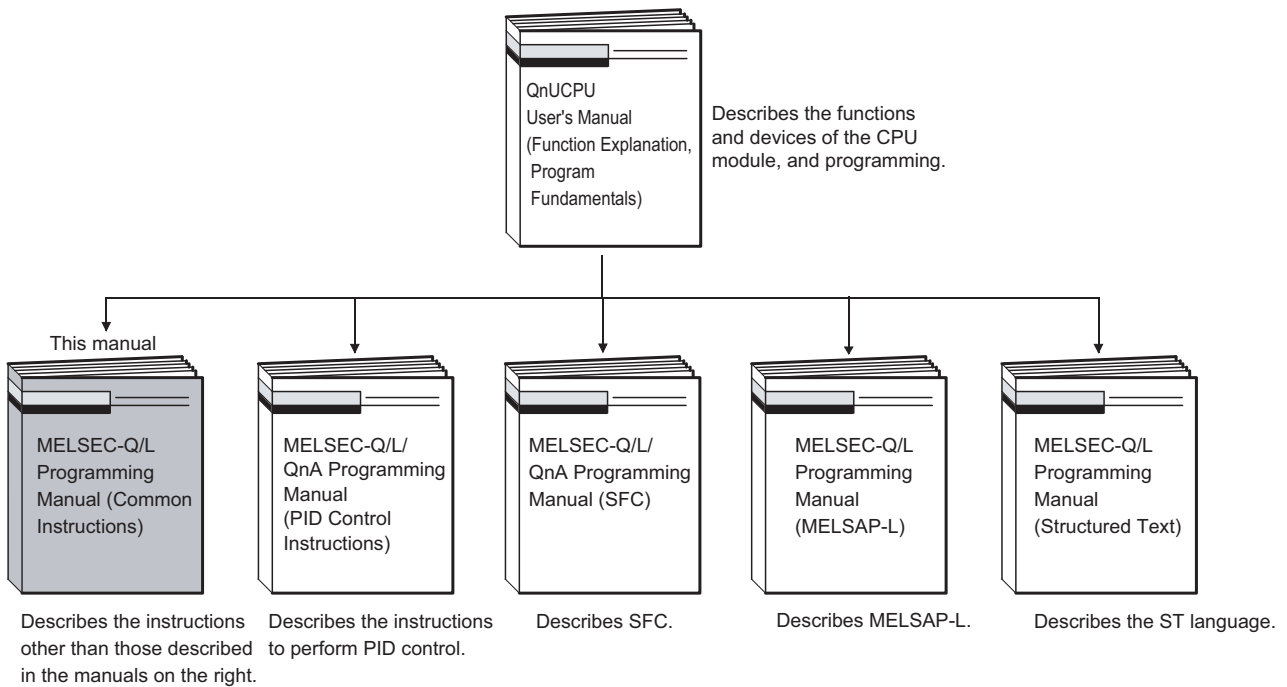 QnUCPU
User's Manual
(Function Explanation,
Program
Fundamentals)
Describes the functions
and devices of the CPU
module, and programming.
This manual
MELSEC-Q/L
Programming
Manual (Common
Instructions)
Describes the instructions
other than those described
in the manuals on the right.
MELSEC-Q/L/
QnA Programming
Manual
(PID Control
Instructions)
Describes the instructions
to perform PID control.
MELSEC-Q/L/
QnA Programming
Manual (SFC)
Describes SFC.
MELSEC-Q/L
Programming
Manual
(MELSAP-L)
Describes MELSAP-L.
MELSEC-Q/L
Programming
Manual
(Structured Text)
Describes the ST language.